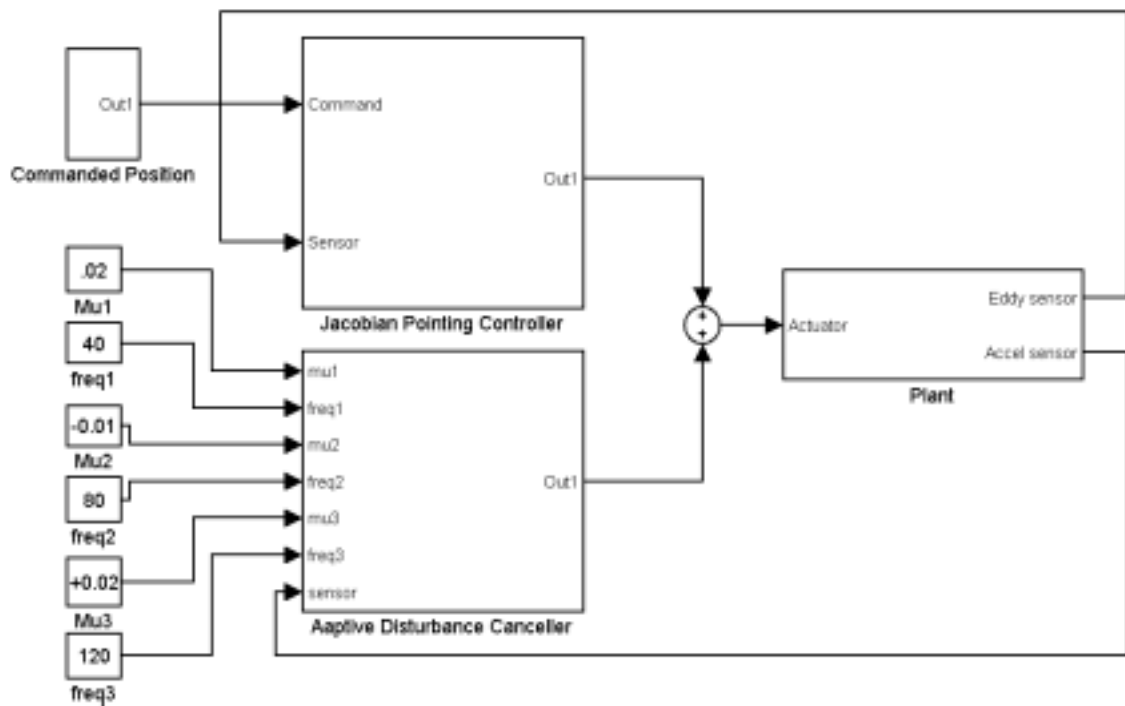 Out1
Commanded Position
Command
Sensor
Out1
Jacobian Pointing Controller
.02
Mu1
40
freq1
-0.01
Mu2
80
freq2
+0.02
Mu3
120
freq3
mu1
freq1
mu2
freq2
mu3
freq3
sensor
Out1
Aaptive Disturbance Canceller
+
+
Actuator
Eddy sensor
Accel sensor
Plant